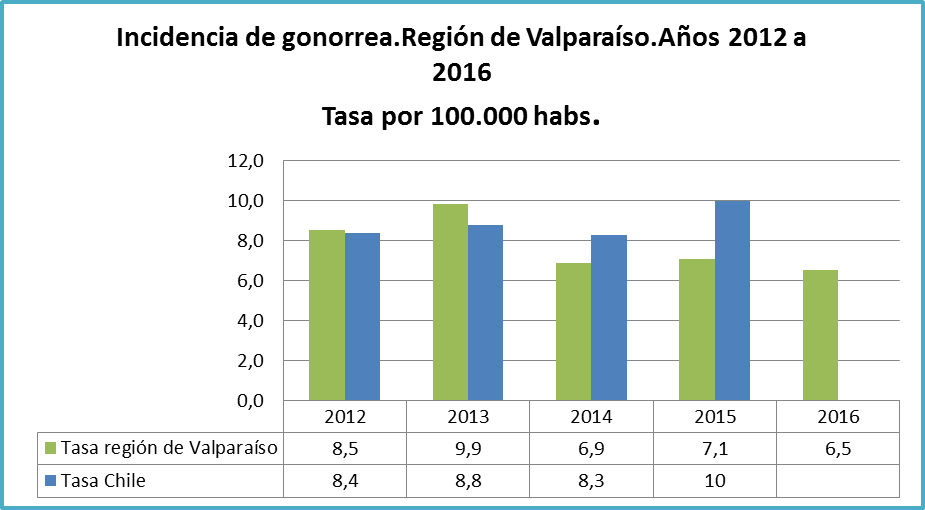 Incidencia de gonorrea.Región de Valparaíso.Años 2012 a
2016
Tasa por 100.000 habs.
12,0
10,0
8,0
6,0
4,0
2,0
0,0
2012 2013 2014 2015 2016
Tasa región de Valparaíso 8,5 9,9 6,9 7,1 6,5
Tasa Chile 8,4 8,8 8,3 10